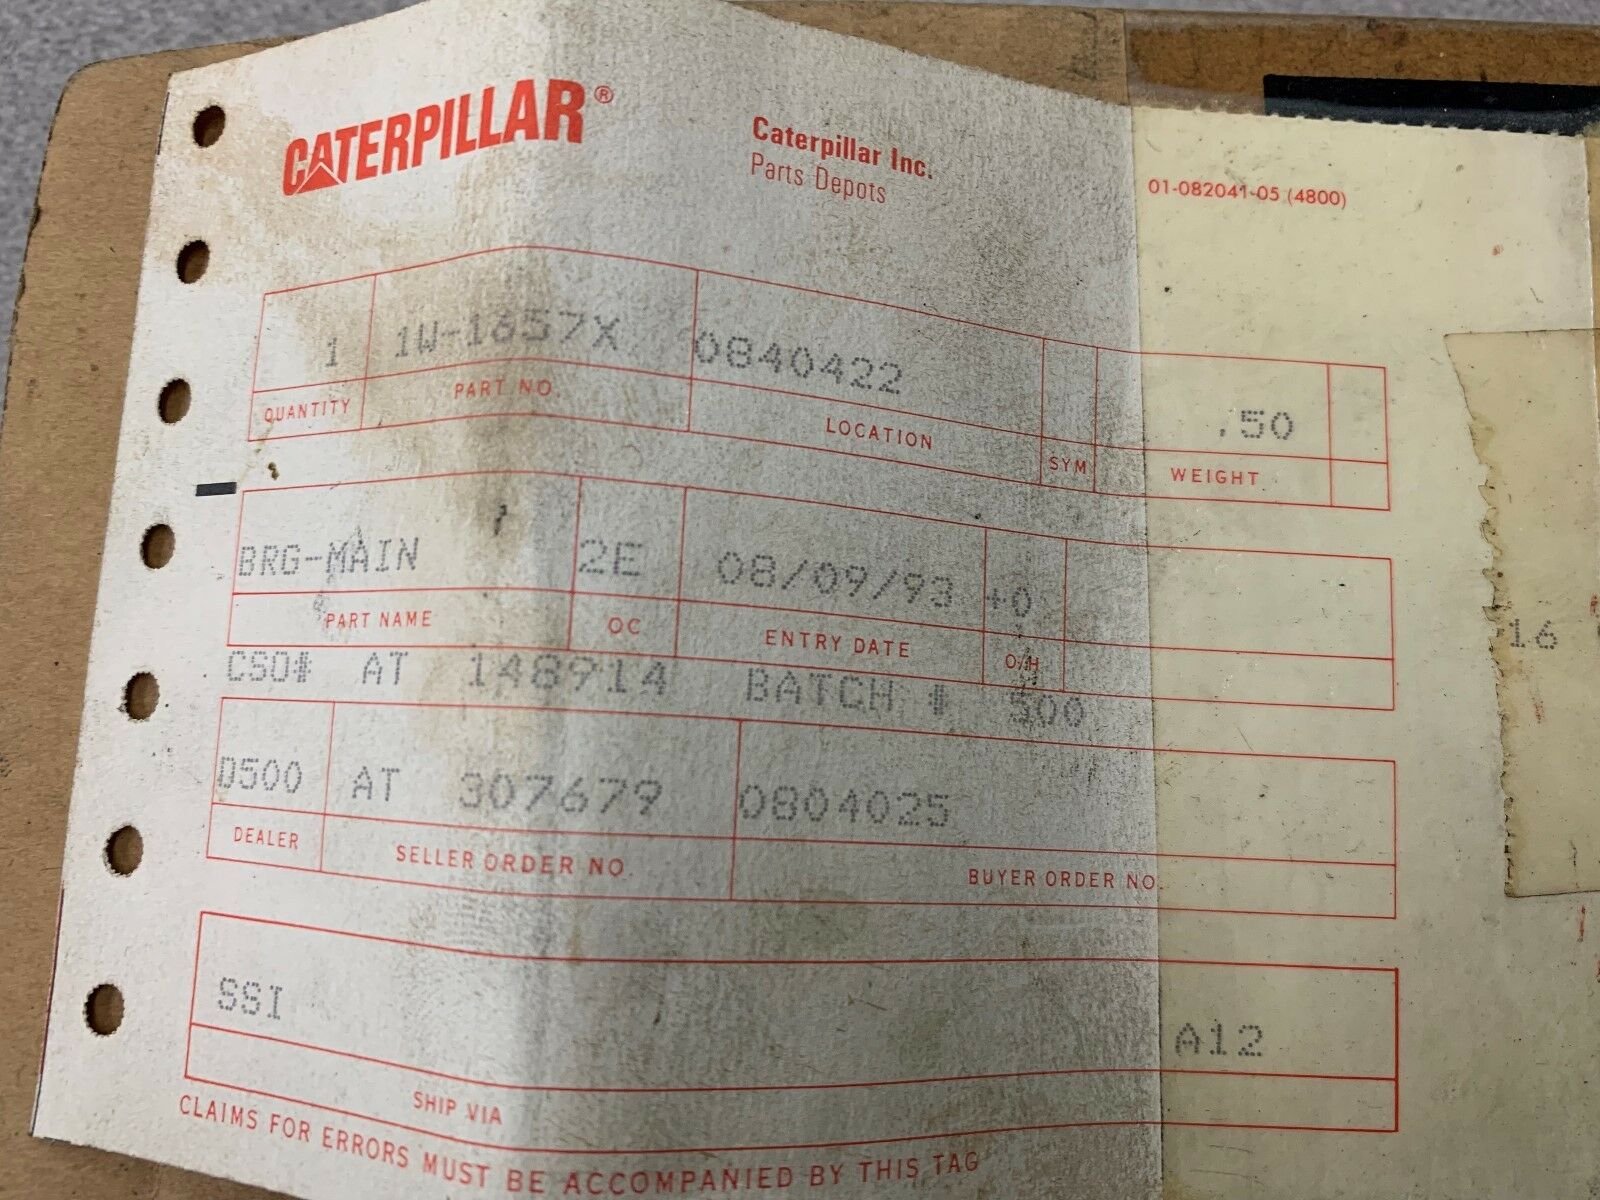 CATERPILLAR®
Caterpillar Inc.
Parts Depots
01-082041-05 (4800)
1 1W-1657X 0840422 .50
QUANTITY PART NO. LOCATION SYM WEIGHT
BRG-MAIN 2E 08/09/93 +0
PART NAME OC ENTRY DATE O/H
CSO# AT 148914 BATCH # 500
D500 AT 307679 0804025
DEALER SELLER ORDER NO. BUYER ORDER NO.
SSI A12
SHIP VIA
CLAIMS FOR ERRORS MUST BE ACCOMPANIED BY THIS TAG
16